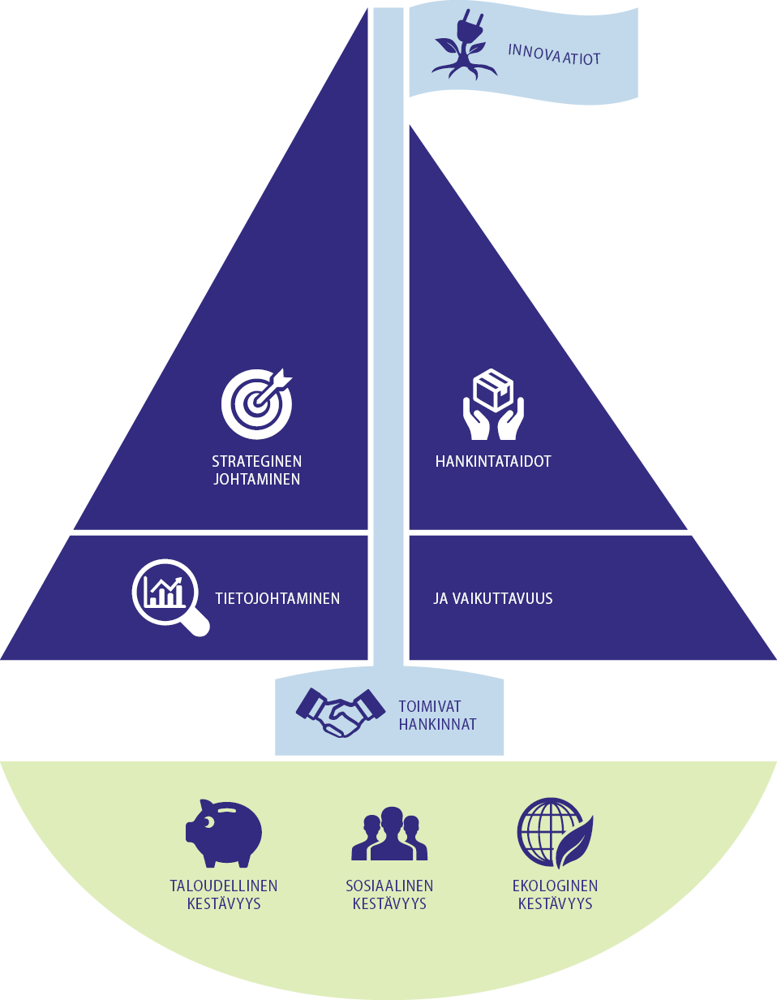 INNOVAATIOT
STRATEGINEN
JOHTAMINEN
HANKINTATAIDOT
TIETOJOHTAMINEN
JA VAIKUTTAVUUS
TOIMIVAT
HANKINNAT
TALOUDELLINEN
KESTÄVYYS
SOSIAALINEN
KESTÄVYYS
EKOLOGINEN
KESTÄVYYS